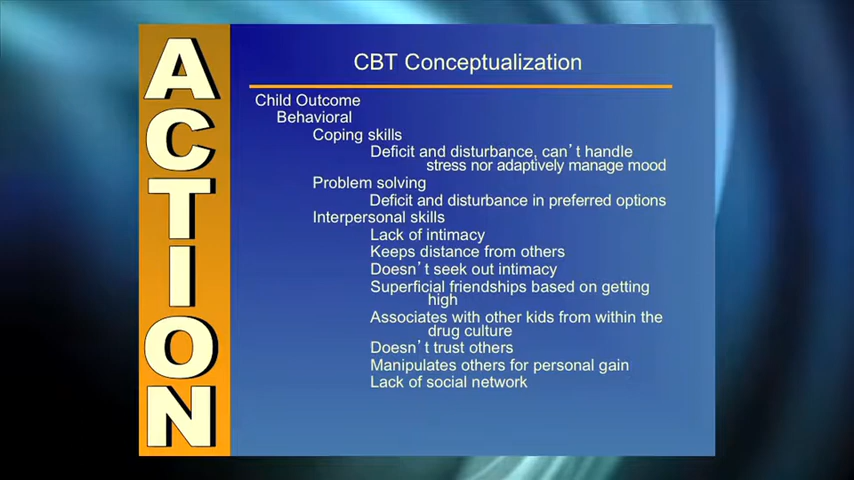 ACTION
CBT Conceptualization
Child Outcome
Behavioral
Coping skills
Deficit and disturbance, can't handle
stress nor adaptively manage mood
Problem solving
Deficit and disturbance in preferred options
Interpersonal skills
Lack of intimacy
Keeps distance from others
Doesn't seek out intimacy
Superficial friendships based on getting
high
Associates with other kids from within the
drug culture
Doesn't trust others
Manipulates others for personal gain
Lack of social network